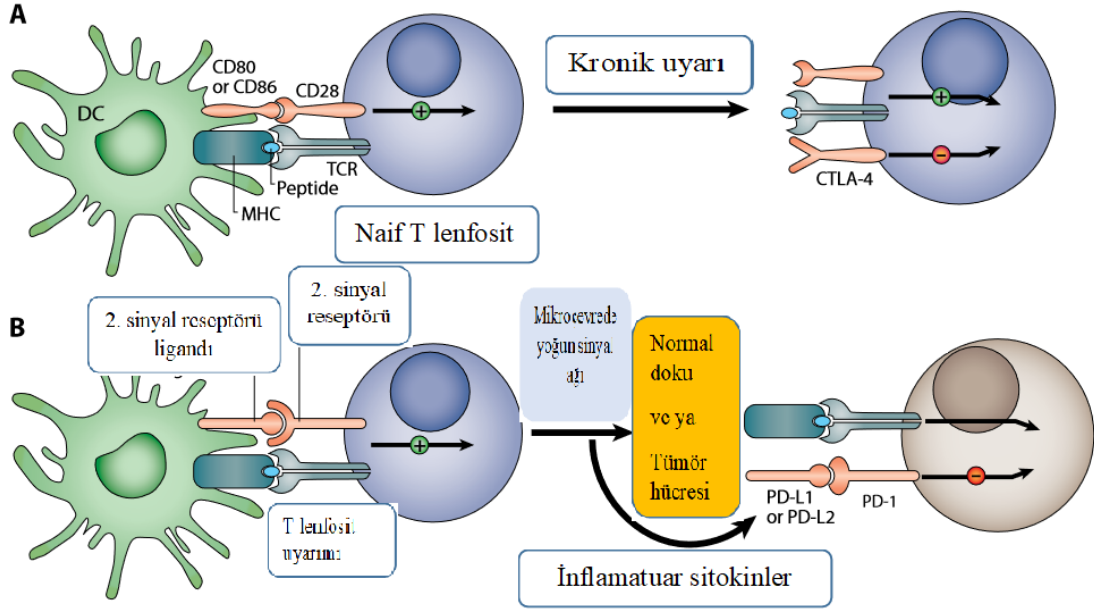 A
CD80
or CD86
CD28
DC
TCR
Peptide
MHC
Naif T lenfosit
Kronik uyarı
CTLA-4
B
2. sinyal reseptörü
ligandı
2. sinyal
reseptörü
T lenfosit
uyarımı
Mikroçevrede
yoğun sinya.
ağı
Normal
doku
ve ya
Tümör
hücresi
PD-L1
or PD-L2
PD-1
İnflamatuar sitokinler